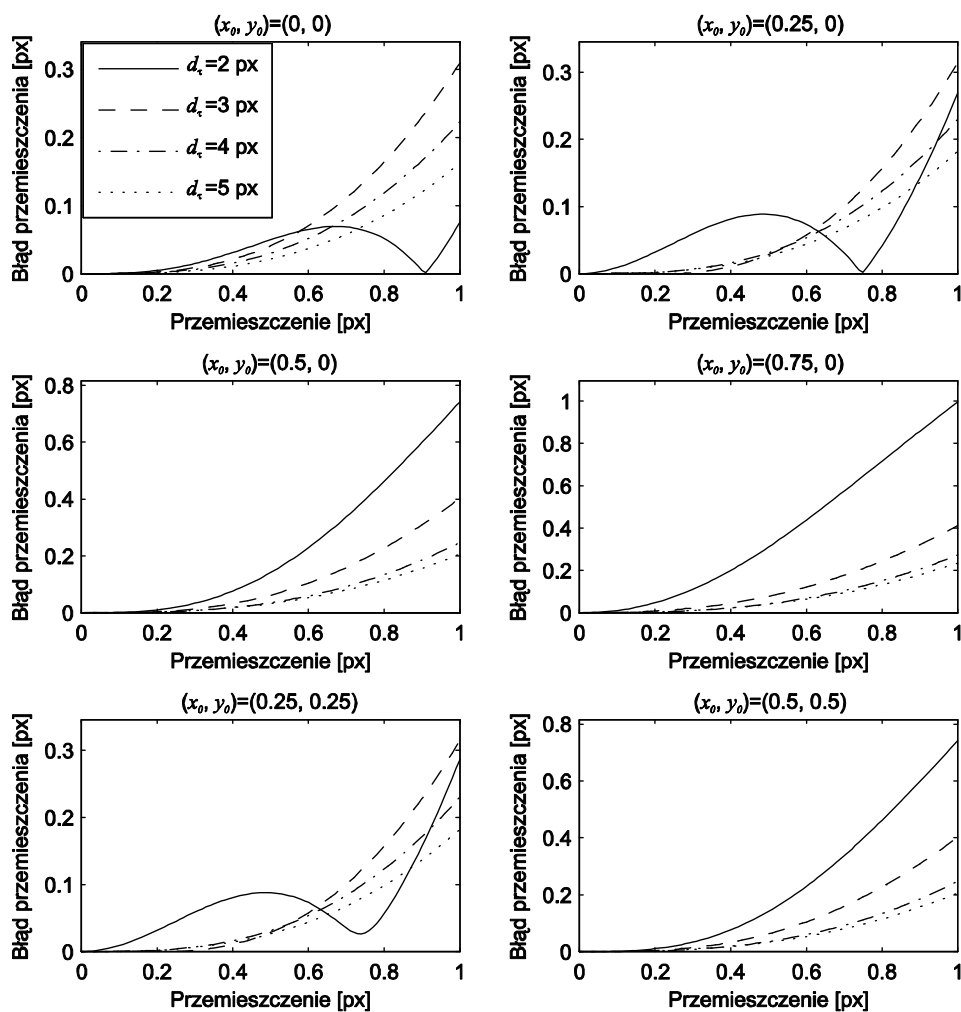 (x₀, y₀)=(0, 0)
Błąd przemieszczenia [px]
0.3
0.2
0.1
0
d_τ=2 px
d_τ=3 px
d_τ=4 px
d_τ=5 px
0 0.2 0.4 0.6 0.8 1
Przemieszczenie [px]
(x₀, y₀)=(0.25, 0)
Błąd przemieszczenia [px]
0.3
0.2
0.1
0
0 0.2 0.4 0.6 0.8 1
Przemieszczenie [px]
(x₀, y₀)=(0.5, 0)
Błąd przemieszczenia [px]
0.8
0.6
0.4
0.2
0
0 0.2 0.4 0.6 0.8 1
Przemieszczenie [px]
(x₀, y₀)=(0.75, 0)
Błąd przemieszczenia [px]
1
0.8
0.6
0.4
0.2
0
0 0.2 0.4 0.6 0.8 1
Przemieszczenie [px]
(x₀, y₀)=(0.25, 0.25)
Błąd przemieszczenia [px]
0.3
0.2
0.1
0
0 0.2 0.4 0.6 0.8 1
Przemieszczenie [px]
(x₀, y₀)=(0.5, 0.5)
Błąd przemieszczenia [px]
0.8
0.6
0.4
0.2
0
0 0.2 0.4 0.6 0.8 1
Przemieszczenie [px]